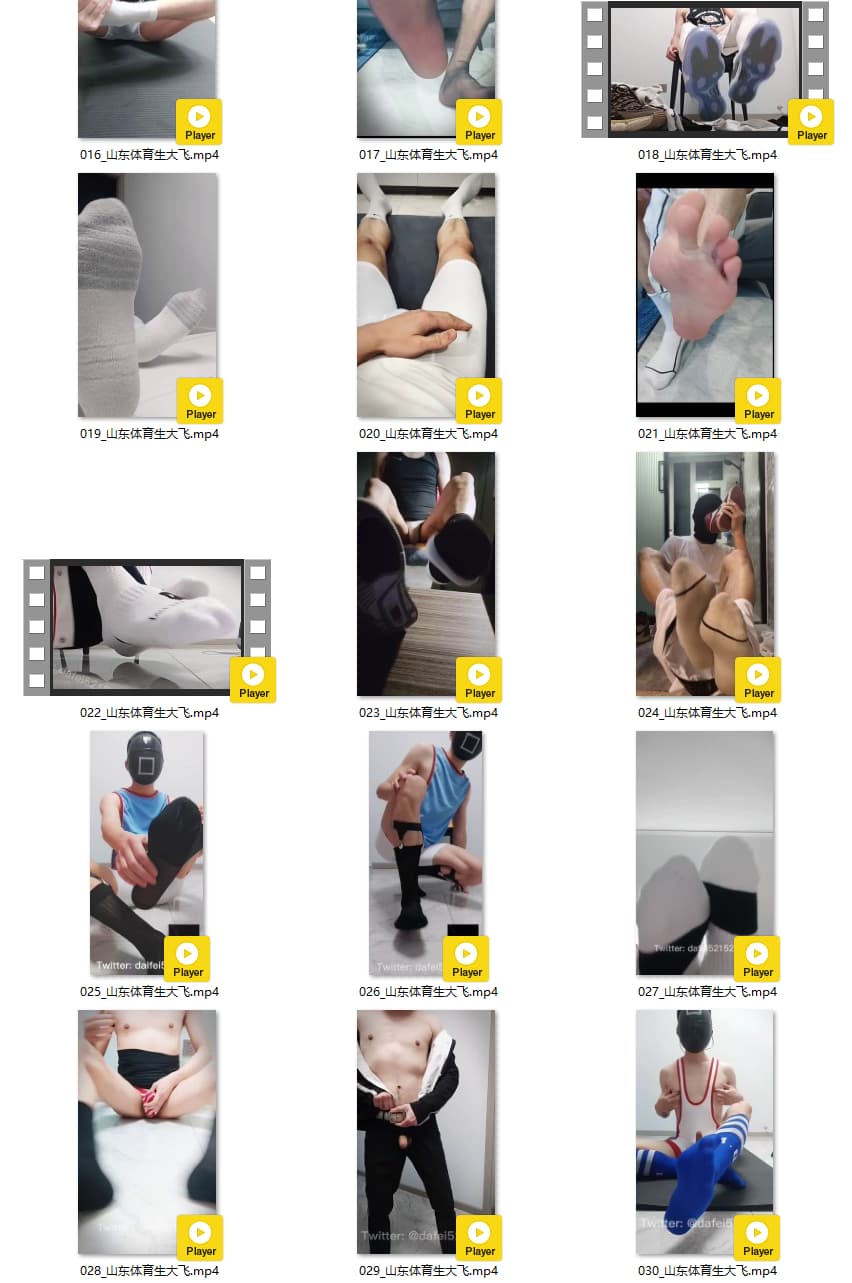 Player
Player
Player
016_山东体育生大飞.mp4
017_山东体育生大飞.mp4
018_山东体育生大飞.mp4
Player
Player
Player
019_山东体育生大飞.mp4
020_山东体育生大飞.mp4
021_山东体育生大飞.mp4
Player
Player
Player
022_山东体育生大飞.mp4
023_山东体育生大飞.mp4
024_山东体育生大飞.mp4
Twitter: daifei5
Twitter: dafei
Twitter:
Player
Player
Player
025_山东体育生大飞.mp4
026_山东体育生大飞.mp4
027_山东体育生大飞.mp4
Twitter: @dafei5
Twitter: @dafei5
Player
Player
Player
028_山东体育生大飞.mp4
029_山东体育生大飞.mp4
030_山东体育生大飞.mp4